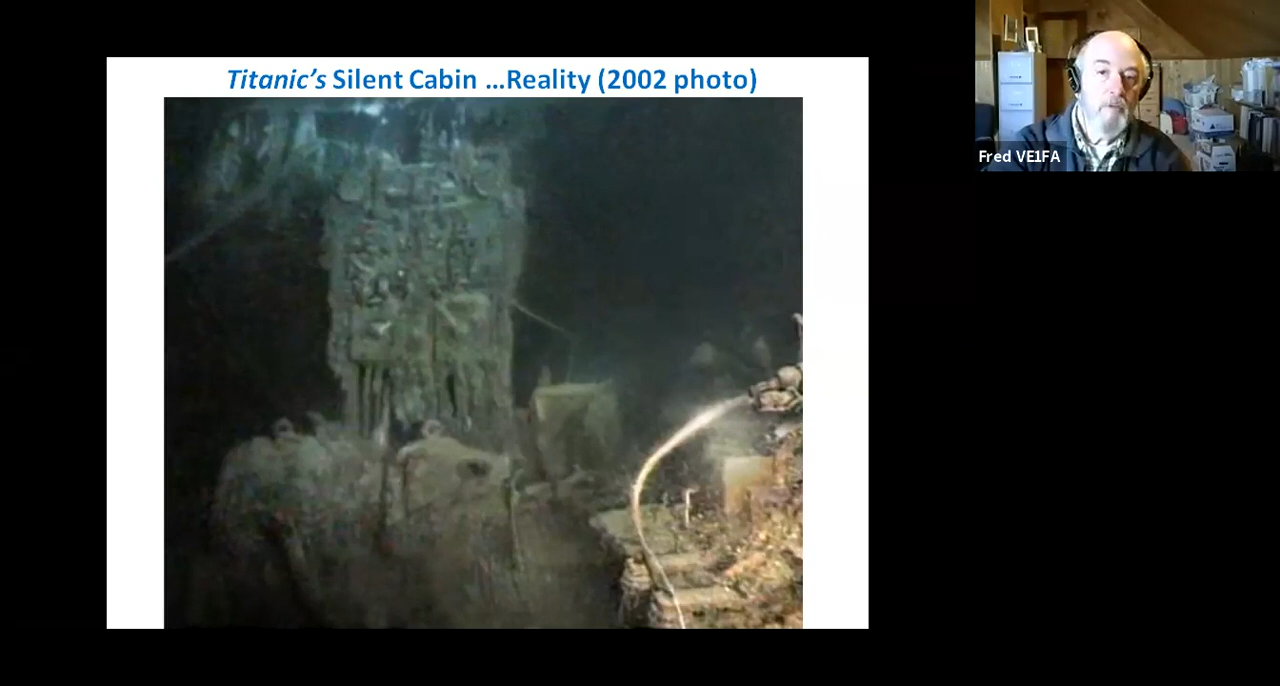 Titanic’s Silent Cabin ...Reality (2002 photo)
Fred VE1FA